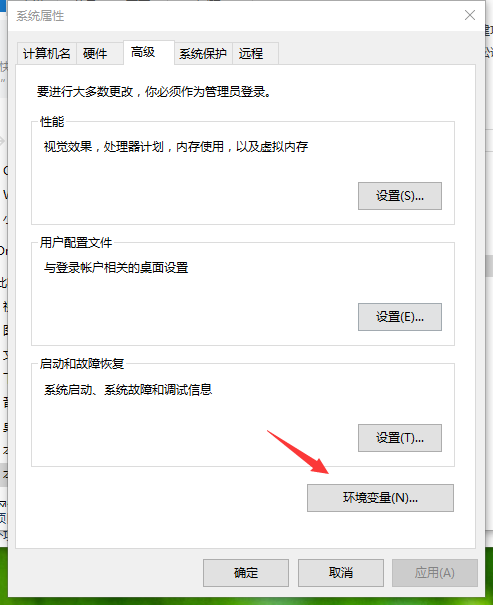 系统属性
计算机名 硬件 高级 系统保护 远程
要进行大多数更改，你必须作为管理员登录。
性能
视觉效果，处理器计划，内存使用，以及虚拟内存
设置(S)...
用户配置文件
与登录帐户相关的桌面设置
设置(E)...
启动和故障恢复
系统启动、系统故障和调试信息
设置(T)...
环境变量(N)...
确定 取消 应用(A)